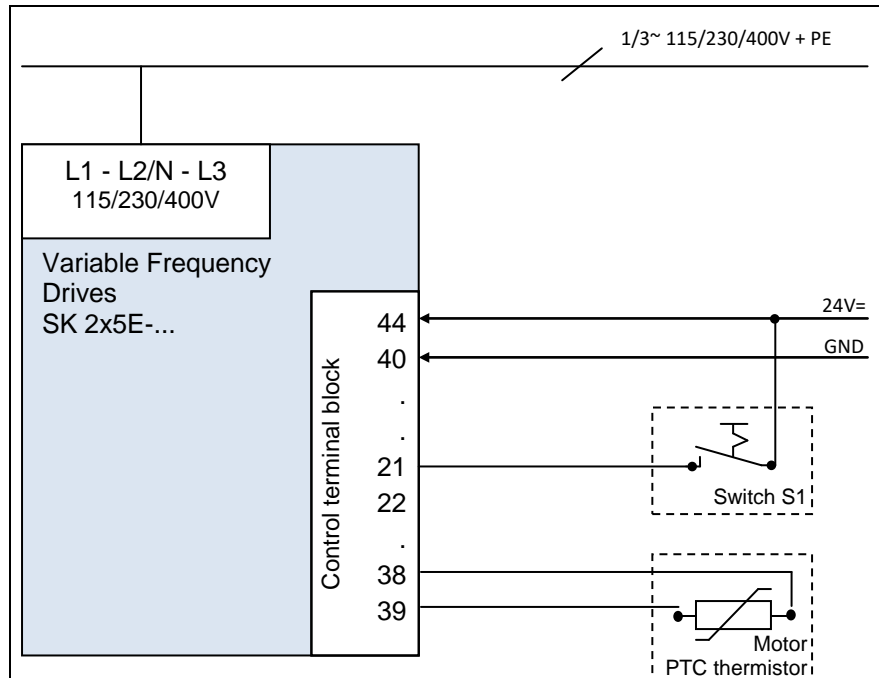 1/3~ 115/230/400V + PE
L1 - L2/N - L3
115/230/400V
Variable Frequency
Drives
SK 2x5E-...
Control terminal block
44
40
.
.
21
22
.
38
39
24V=
GND
Switch S1
Motor
PTC thermistor